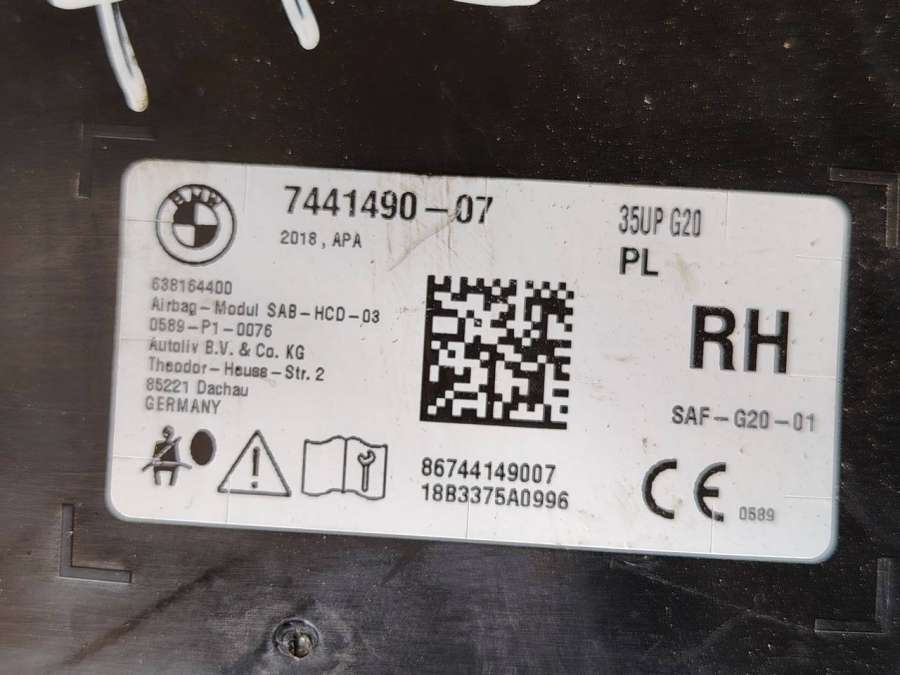 BMW
7441490-07
2018, APA
35UP G20
PL
638164400
Airbag-Modul SAB-HCD-03
0589-P1-0076
Autoliv B.V. & Co. KG
Theodor-Heuss-Str. 2
85221 Dachau
GERMANY
RH
SAF-G20-01
86744149007
18B3375A0996
CE 0589